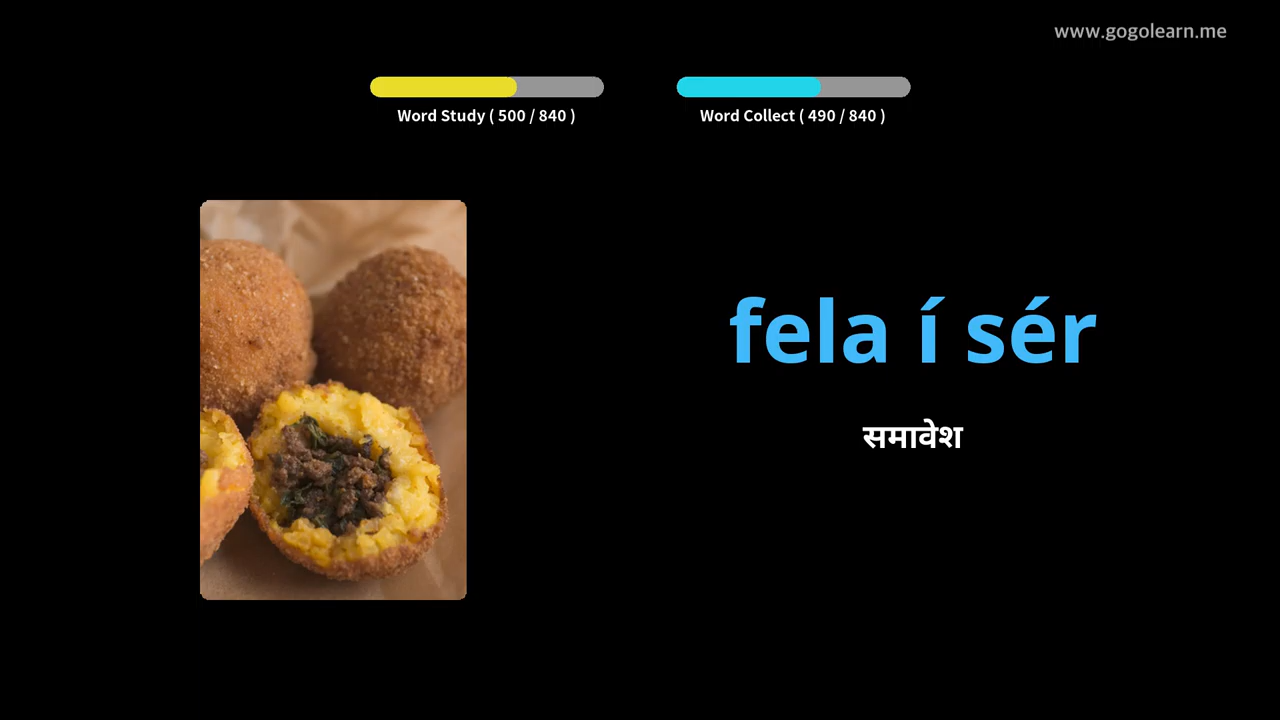 www.gogolearn.me
Word Study ( 500 / 840 )
Word Collect ( 490 / 840 )
fela í sér
समावेश